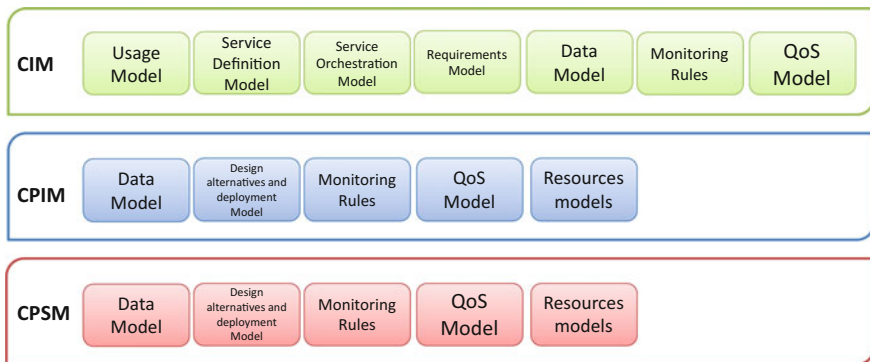 CIM
Usage
Model
Service
Definition
Model
Service
Orchestration
Model
Requirements
Model
Data
Model
Monitoring
Rules
QoS
Model
CPIM
Data
Model
Design
alternatives and
deployment
Model
Monitoring
Rules
QoS
Model
Resources
models
CPSM
Data
Model
Design
alternatives and
deployment
Model
Monitoring
Rules
QoS
Model
Resources
models